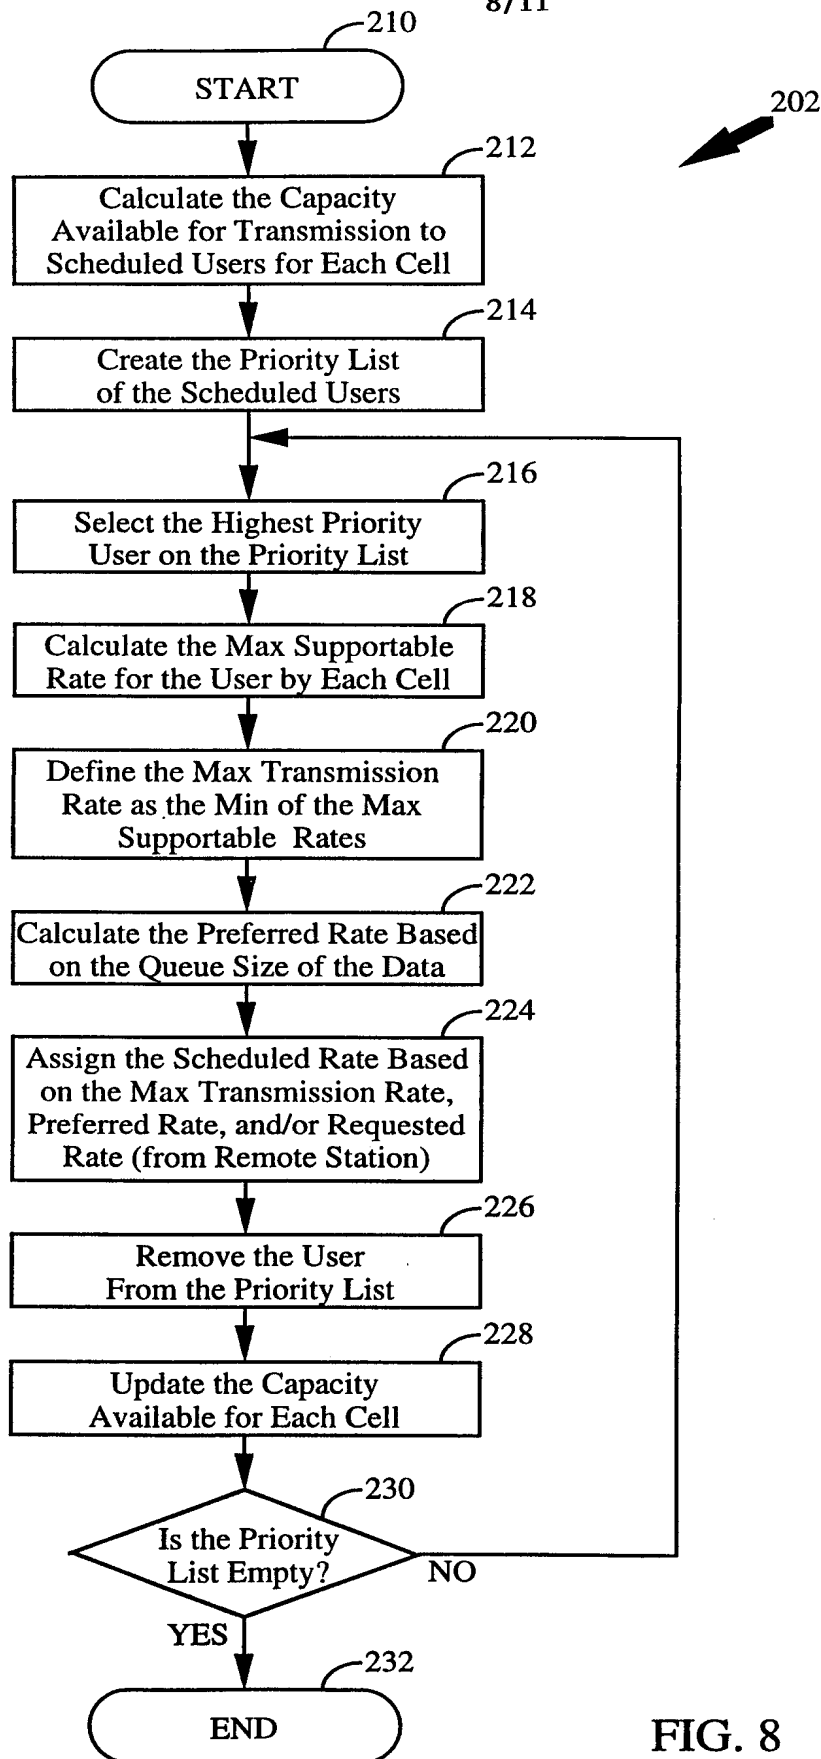 8/11
210
START
202
212
Calculate the Capacity
Available for Transmission to
Scheduled Users for Each Cell
214
Create the Priority List
of the Scheduled Users
216
Select the Highest Priority
User on the Priority List
218
Calculate the Max Supportable
Rate for the User by Each Cell
220
Define the Max Transmission
Rate as the Min of the Max
Supportable Rates
222
Calculate the Preferred Rate Based
on the Queue Size of the Data
224
Assign the Scheduled Rate Based
on the Max Transmission Rate,
Preferred Rate, and/or Requested
Rate (from Remote Station)
226
Remove the User
From the Priority List
228
Update the Capacity
Available for Each Cell
230
Is the Priority
List Empty?
NO
YES
232
END
FIG. 8